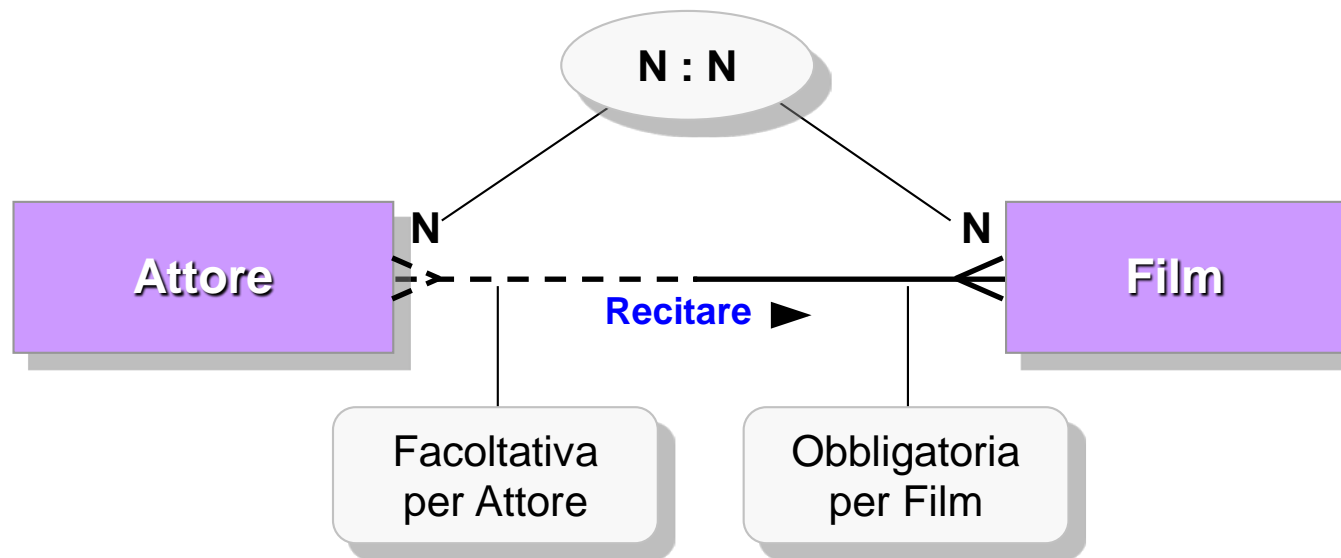 N : N
N
N
Attore
Film
Recitare
Facoltativa
per Attore
Obbligatoria
per Film